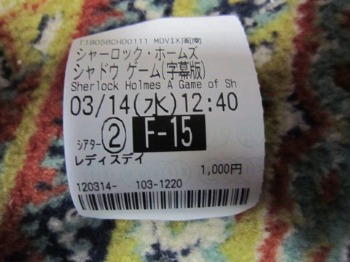 シャーロック・ホームズ
シャドウ ゲーム(字幕版)
Sherlock Holmes A Game of Sh
03/14(水)12:40
シアター ② F-15
レディスデイ
1,000円
120314- 103-1220